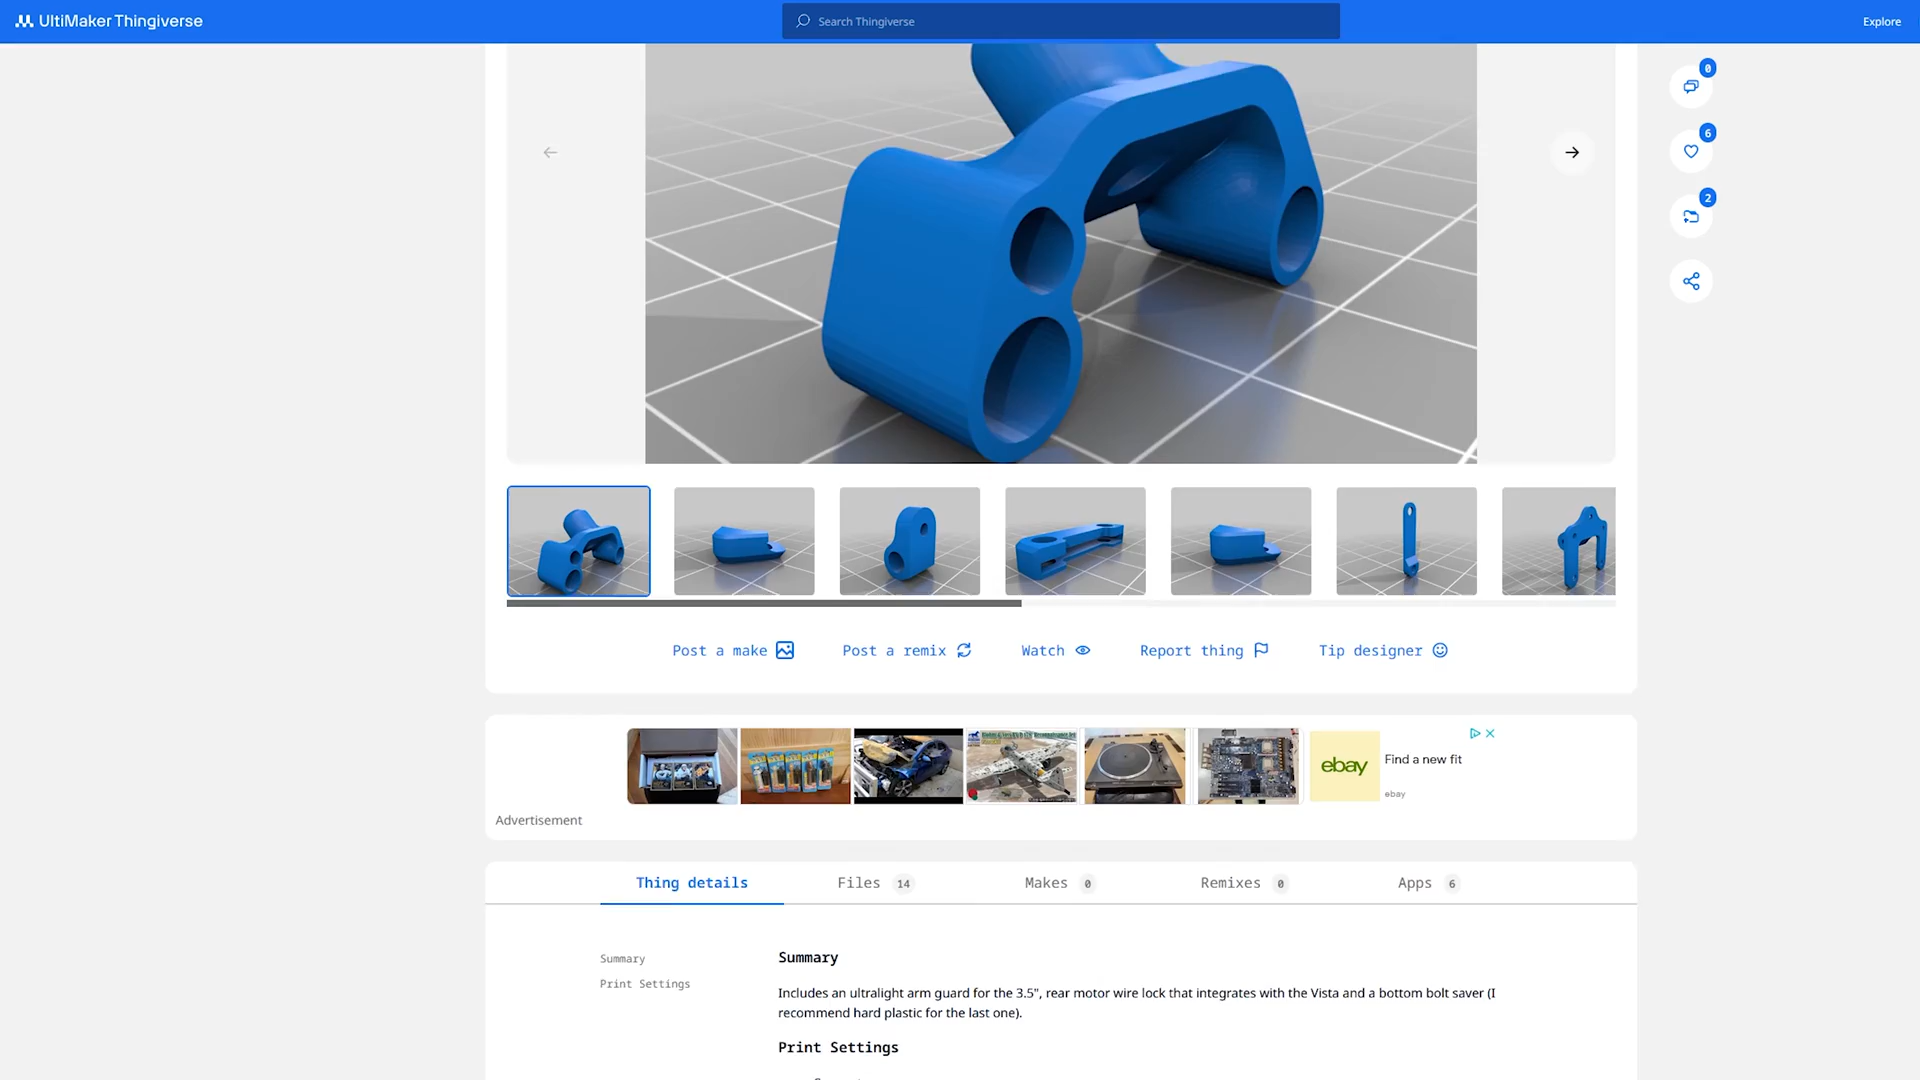 UltiMaker Thingiverse
Search Thingiverse
Explore
0
6
2
Post a make
Post a remix
Watch
Report thing
Tip designer
ebay
Find a new fit
ebay
Advertisement
Thing details
Files 14
Makes 0
Remixes 0
Apps 6
Summary
Print Settings
Summary
Includes an ultralight arm guard for the 3.5", rear motor wire lock that integrates with the Vista and a bottom bolt saver (I
recommend hard plastic for the last one).
Print Settings